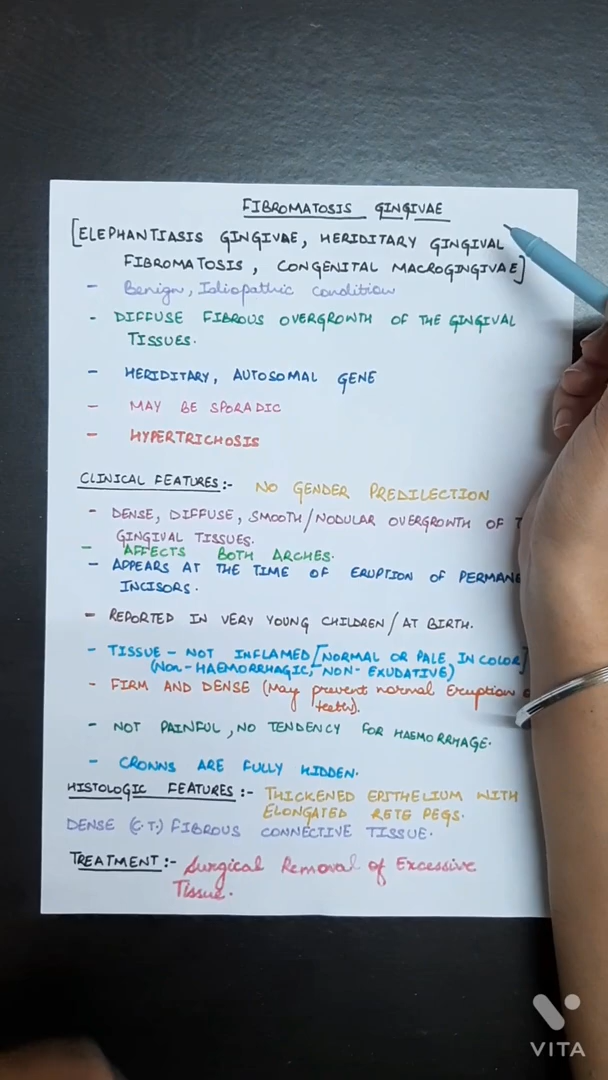 FIBROMATOSIS GINGIVAE
[ELEPHANTIASIS GINGIVAE, HERIDITARY GINGIVAL
FIBROMATOSIS, CONGENITAL MACROGINGIVAE]
- Benign, Idiopathic condition
- DIFFUSE FIBROUS OVERGROWTH OF THE GINGIVAL
TISSUES.
- HERIDITARY, AUTOSOMAL GENE
- MAY BE SPORADIC
- HYPERTRICHOSIS
CLINICAL FEATURES:- NO GENDER PREDILECTION
- DENSE, DIFFUSE, SMOOTH/NODULAR OVERGROWTH OF
GINGIVAL TISSUES.
- AFFECTS BOTH ARCHES.
- APPEARS AT THE TIME OF ERUPTION OF PERMANE
INCISORS.
- REPORTED IN VERY YOUNG CHILDREN/AT BIRTH.
- TISSUE - NOT INFLAMED [NORMAL OR PALE, IN COLOR]
(Non-HAEMORRHAGIC, NON-EXUDATIVE)
- FIRM AND DENSE (May prevent normal Eruption
teeth).
- NOT PAINFUL, NO TENDENCY FOR HAEMORRHAGE.
- CROWNS ARE FULLY HIDDEN.
HISTOLOGIC FEATURES:- THICKENED EPITHELIUM WITH
ELONGATED RETE PEGS.
DENSE (C.T.) FIBROUS CONNECTIVE TISSUE.
TREATMENT:- Surgical Removal of Excessive
Tissue.
VITA